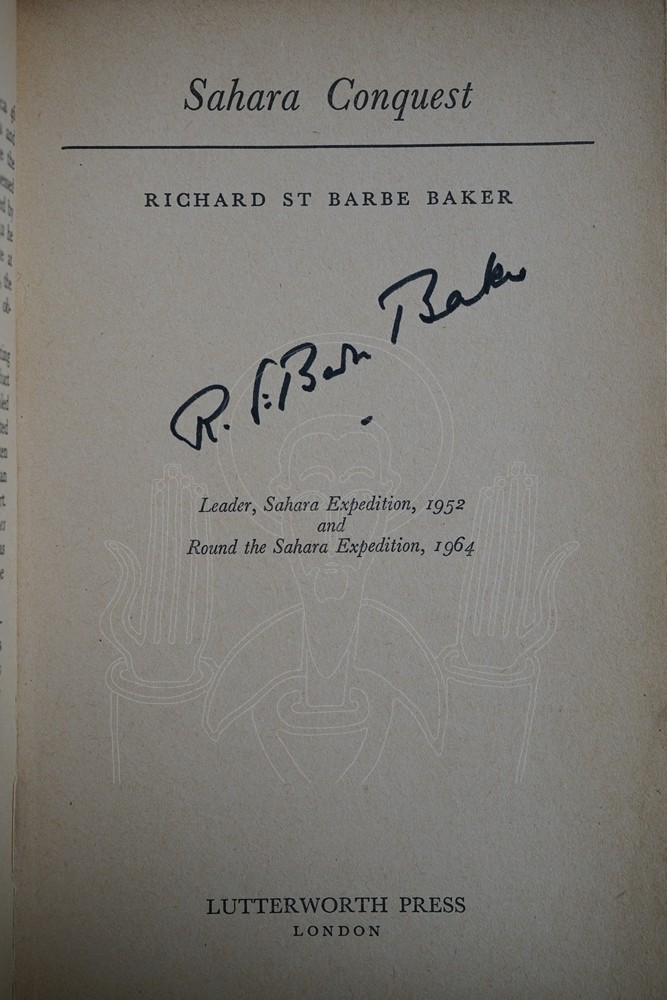 Sahara Conquest
RICHARD ST BARBE BAKER
R. St. Barbe Baker
Leader, Sahara Expedition, 1952
and
Round the Sahara Expedition, 1964
LUTTERWORTH PRESS
LONDON